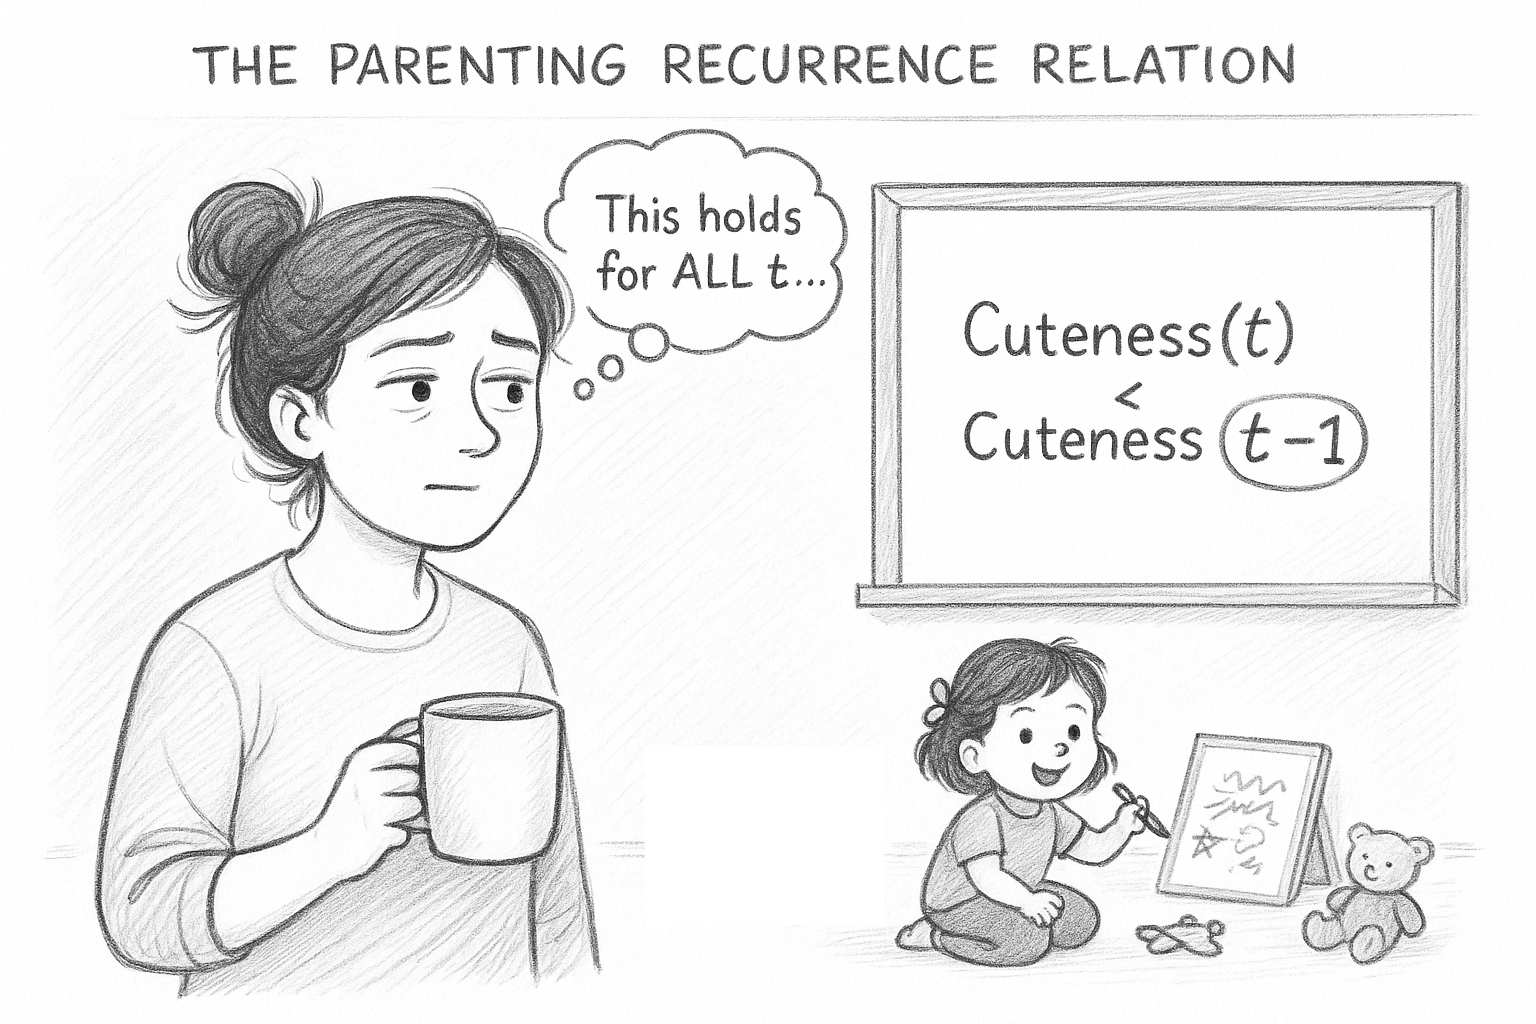 THE PARENTING RECURRENCE RELATION
This holds
for ALL t...
Cuteness(t)
<
Cuteness (t-1)